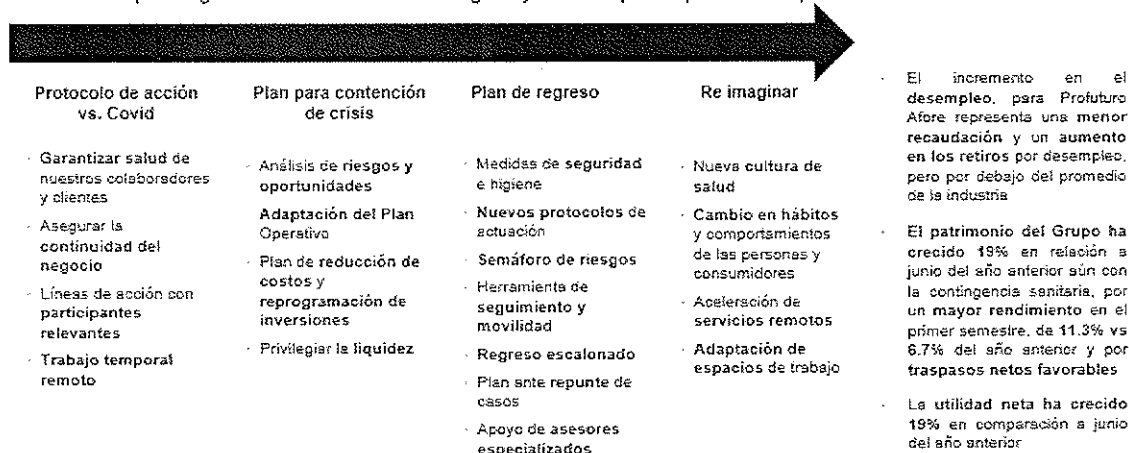 Protocolo de acción
vs. Covid
· Garantizar salud de
nuestros colaboradores
y clientes
· Asegurar la
continuidad del
negocio
· Líneas de acción con
participantes
relevantes
· Trabajo temporal
remoto
Plan para contención
de crisis
· Análisis de riesgos y
oportunidades
Adaptación del Plan
Operativo
· Plan de reducción de
costos y
reprogramación de
inversiones
· Privilegiar la liquidez
Plan de regreso
· Medidas de seguridad
e higiene
· Nuevos protocolos de
actuación
· Semáforo de riesgos
· Herramienta de
seguimiento y
movilidad
· Regreso escalonado
· Plan ante repunte de
casos
· Apoyo de asesores
especializados
Re imaginar
· Nueva cultura de
salud
· Cambio en hábitos
y comportamientos
de las personas y
consumidores
· Aceleración de
servicios remotos
· Adaptación de
espacios de trabajo
· El incremento en el
desempleo, para Profuturo
Afore representa una menor
recaudación y un aumento
en los retiros por desempleo,
pero por debajo del promedio
de la industria
· El patrimonio del Grupo ha
crecido 19% en relación a
junio del año anterior aún con
la contingencia sanitaria, por
un mayor rendimiento en el
primer semestre, de 11.3% vs
6.7% del año anterior y por
traspasos netos favorables
· La utilidad neta ha crecido
19% en comparación a junio
del año anterior